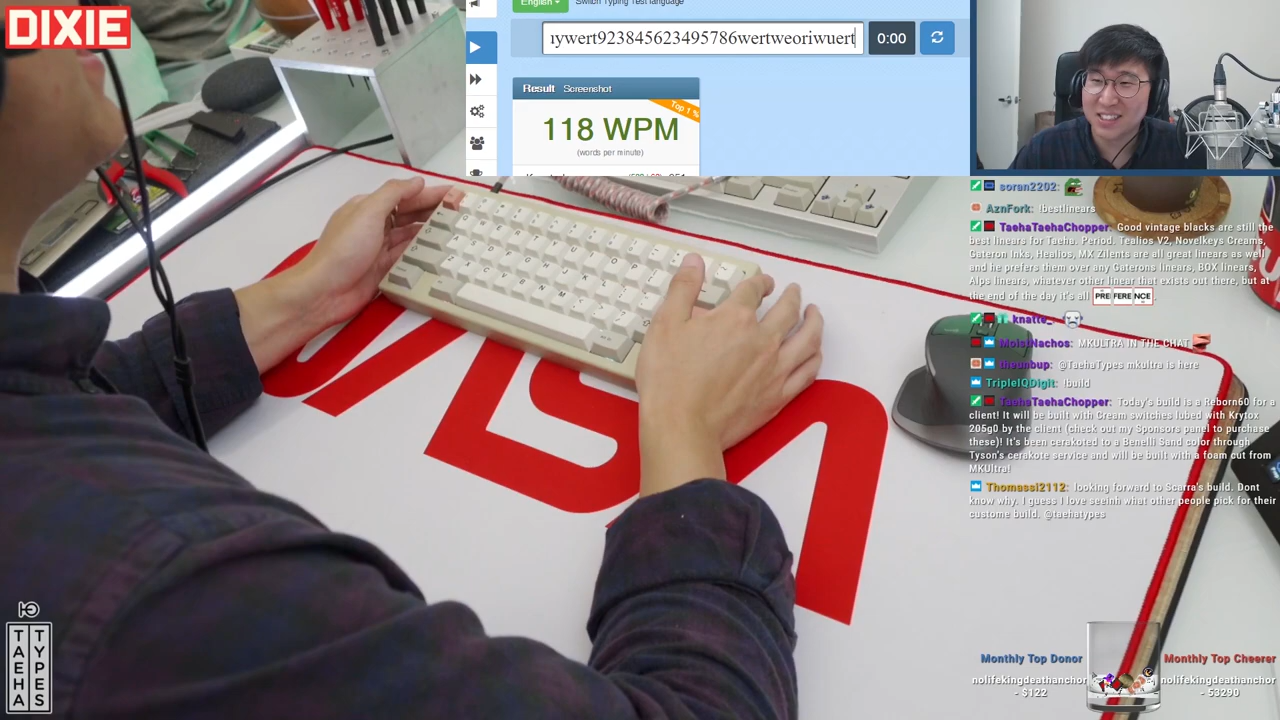 DIXIE
English
Switch Typing Test language
ıywert923845623495786wertweoriwuert
0:00
Result Screenshot
Top 1 %
118 WPM
(words per minute)
soran2202:
AznFork: !bestlinears
TaehaTaehaChopper: Good vintage blacks are still the
best linears for Taeha. Period. Tealios V2, Novelkeys Creams,
Gateron Inks, Healios, MX Zilents are all great linears as well
and he prefers them over any Gaterons linears, BOX linears,
Alps linears, whatever other linear that exists out there, but at
the end of the day it's all PRE FERE NCE.
knatte_:
MoistNachos: MKULTRA IN THE CHAT
theunbup: @TaehaTypes mkultra is here
TripleIQDigit: !build
TaehaTaehaChopper: Today's build is a Reborn60 for a
client! It will be built with Cream switches lubed with Krytox
205g0 by the client (check out my Sponsors panel to purchase
these)! It's been cerakoted to a Benelli Sand color through
Tyson's cerakote service and will be built with a foam cut from
MKUltra!
Thomassi2112: looking forward to Scarra's build. Dont
know why. I guess I love seeinh what other people pick for their
custome build. @taehatypes
TAEHA
TYPES
Monthly Top Donor
nolifekingdeathanchor
- $122
Monthly Top Cheerer
nolifekingdeathanchor
- 53290